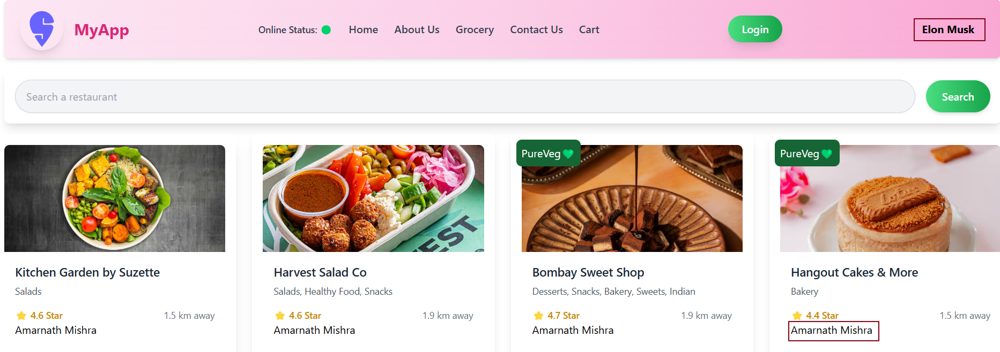 MyApp
Online Status:
Home
About Us
Grocery
Contact Us
Cart
Login
Elon Musk
Search a restaurant
Search
PureVeg
PureVeg
EST
Kitchen Garden by Suzette
Salads
4.6 Star
1.5 km away
Amarnath Mishra
Harvest Salad Co
Salads, Healthy Food, Snacks
4.6 Star
1.9 km away
Amarnath Mishra
Bombay Sweet Shop
Desserts, Snacks, Bakery, Sweets, Indian
4.7 Star
1.9 km away
Amarnath Mishra
Hangout Cakes & More
Bakery
4.4 Star
1.5 km away
Amarnath Mishra